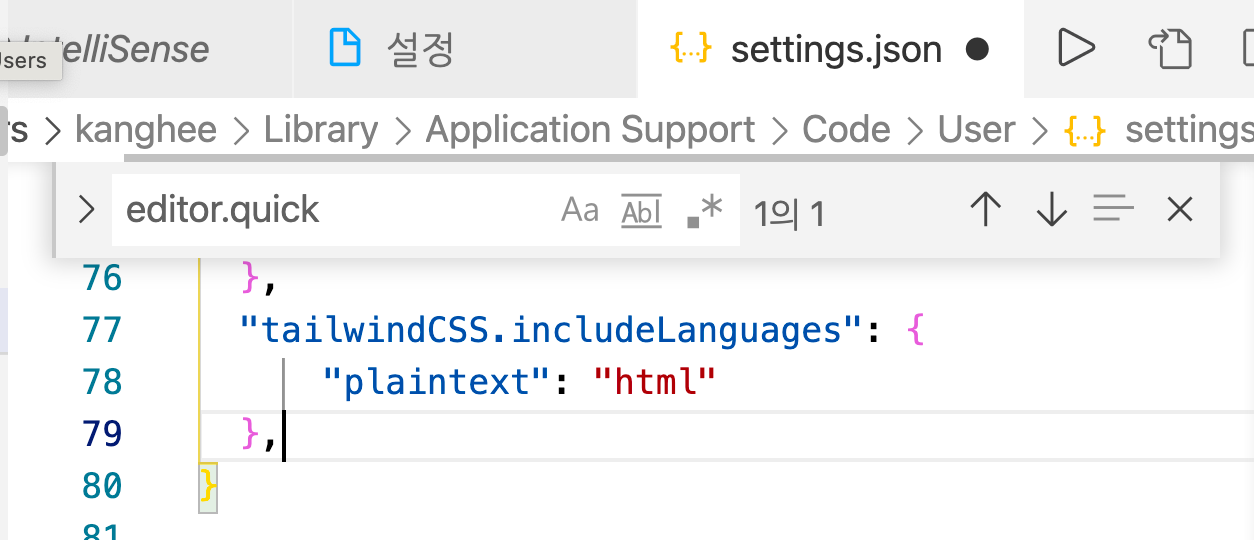 IntelliSense 설정 {...} settings.json ●
Users
rs > kanghee > Library > Application Support > Code > User > {...} settings
> editor.quick Aa Abl .* 1의 1
76 },
77 "tailwindCSS.includeLanguages": {
78 "plaintext": "html"
79 },
80 }
81